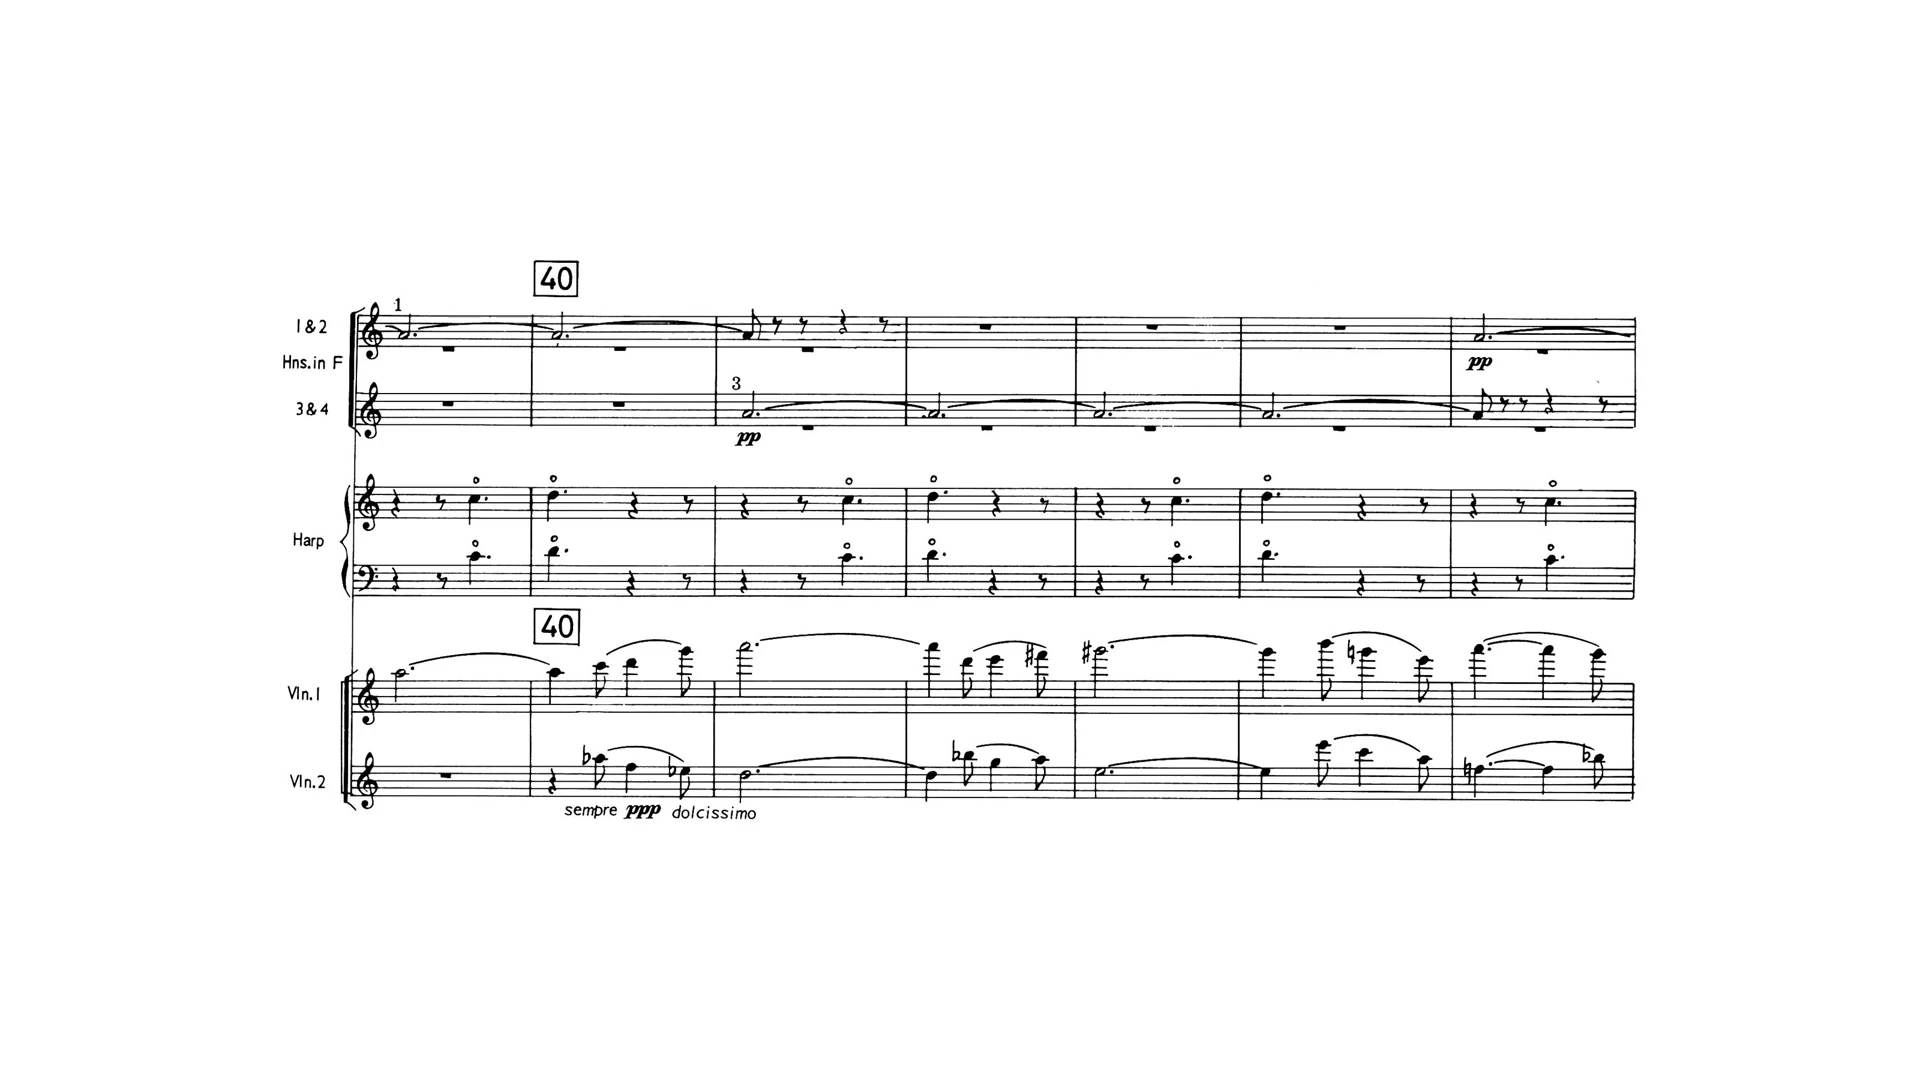 40
1
1 & 2
Hns. in F
pp
3
3 & 4
pp
Harp
40
Vln. 1
Vln. 2
sempre ppp dolcissimo